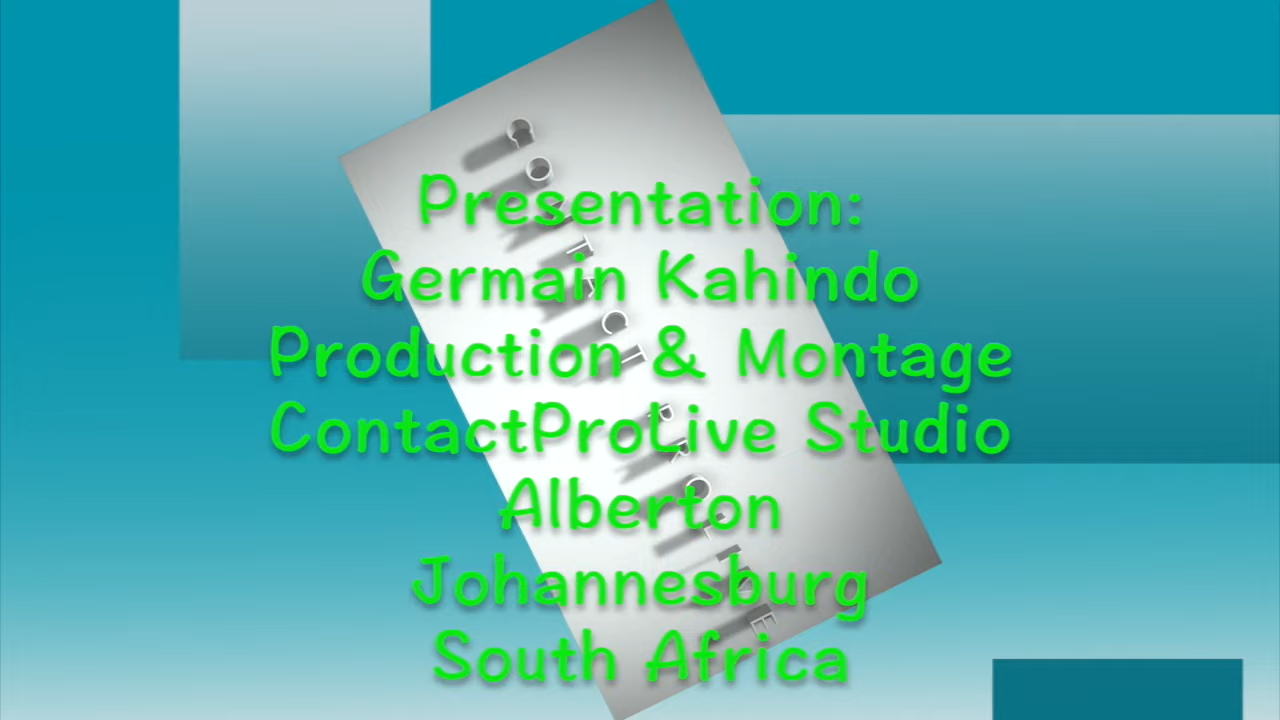 Presentation:
Germain Kahindo
Production & Montage
ContactProLive Studio
Alberton
Johannesburg
South Africa